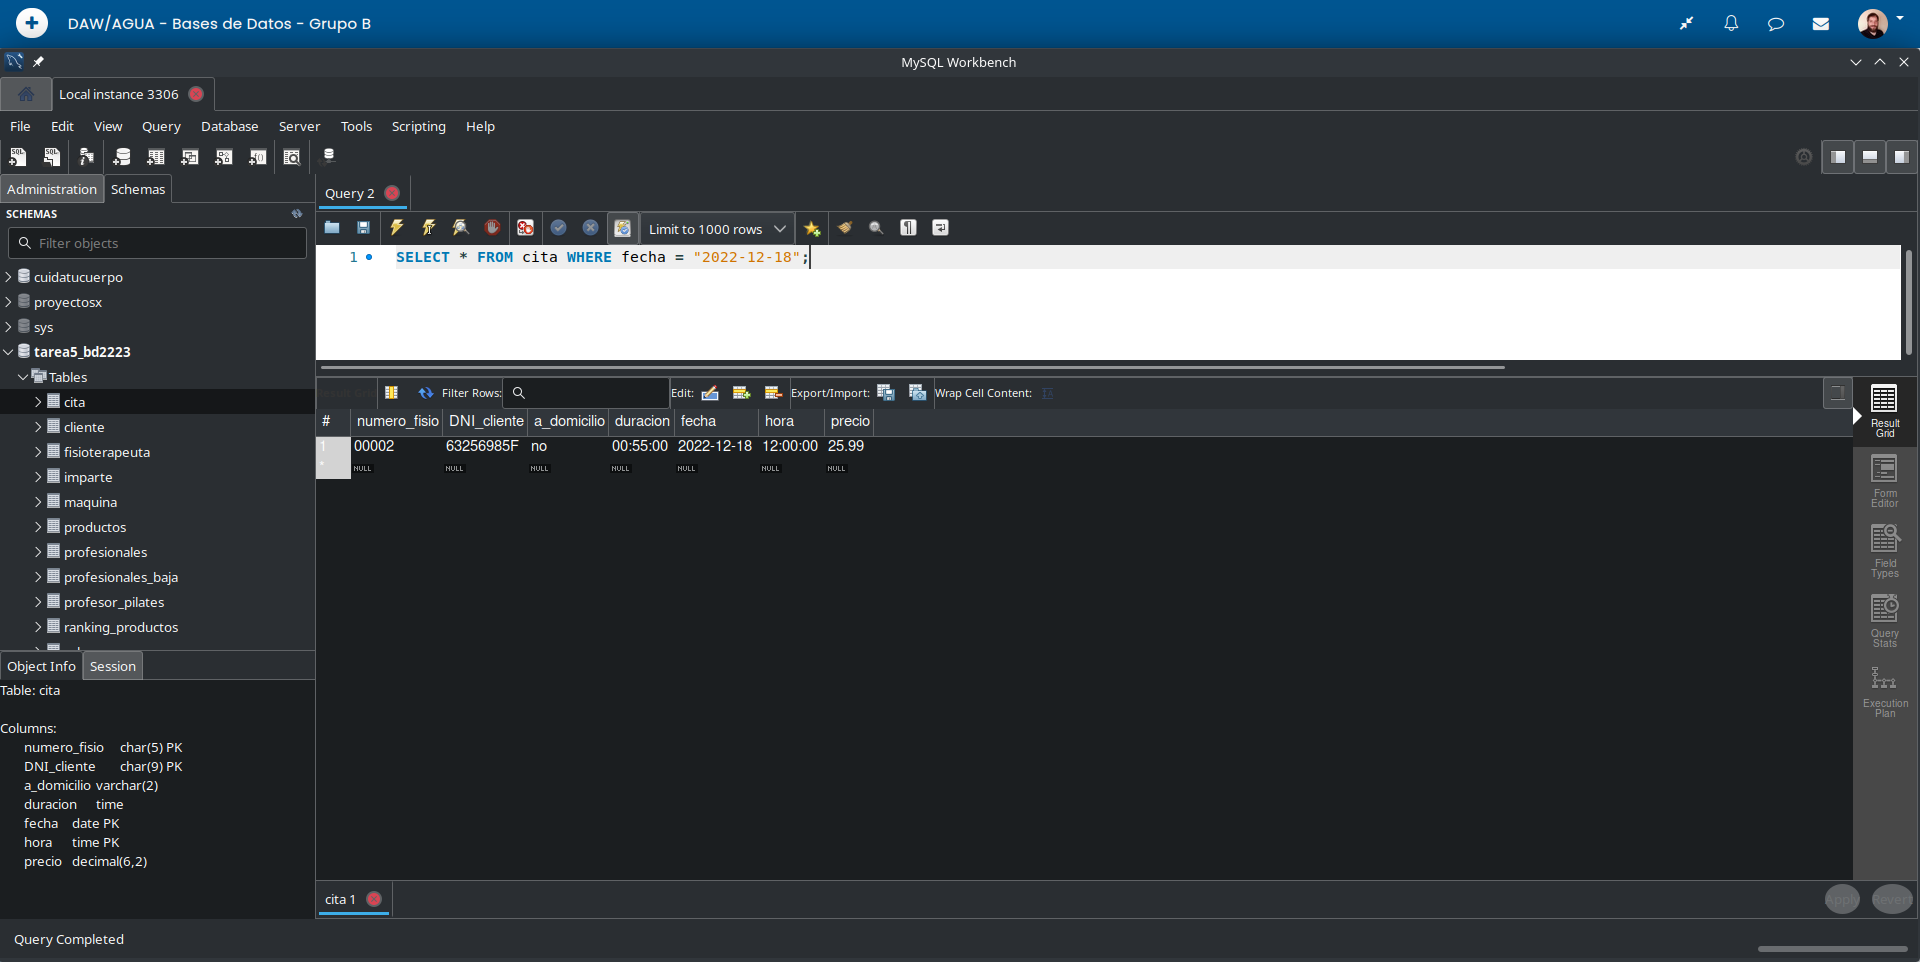 DAW/AGUA - Bases de Datos - Grupo B
MySQL Workbench
Local instance 3306
File Edit View Query Database Server Tools Scripting Help
Administration Schemas
SCHEMAS
Filter objects
cuidatucuerpo
proyectosx
sys
tarea5_bd2223
Tables
cita
cliente
fisioterapeuta
imparte
maquina
productos
profesionales
profesionales_baja
profesor_pilates
ranking_productos
Object Info Session
Table: cita
Columns:
numero_fisio char(5) PK
DNI_cliente char(9) PK
a_domicilio varchar(2)
duracion time
fecha date PK
hora time PK
precio decimal(6,2)
Query 2
Limit to 1000 rows
1 SELECT * FROM cita WHERE fecha = "2022-12-18";
Filter Rows: Edit: Export/Import: Wrap Cell Content:
# numero_fisio DNI_cliente a_domicilio duracion fecha hora precio
1 00002 63256985F no 00:55:00 2022-12-18 12:00:00 25.99
* NULL NULL NULL NULL NULL NULL NULL
Result
Grid
Form
Editor
Field
Types
Query
Stats
Execution
Plan
cita 1
Apply Revert
Query Completed